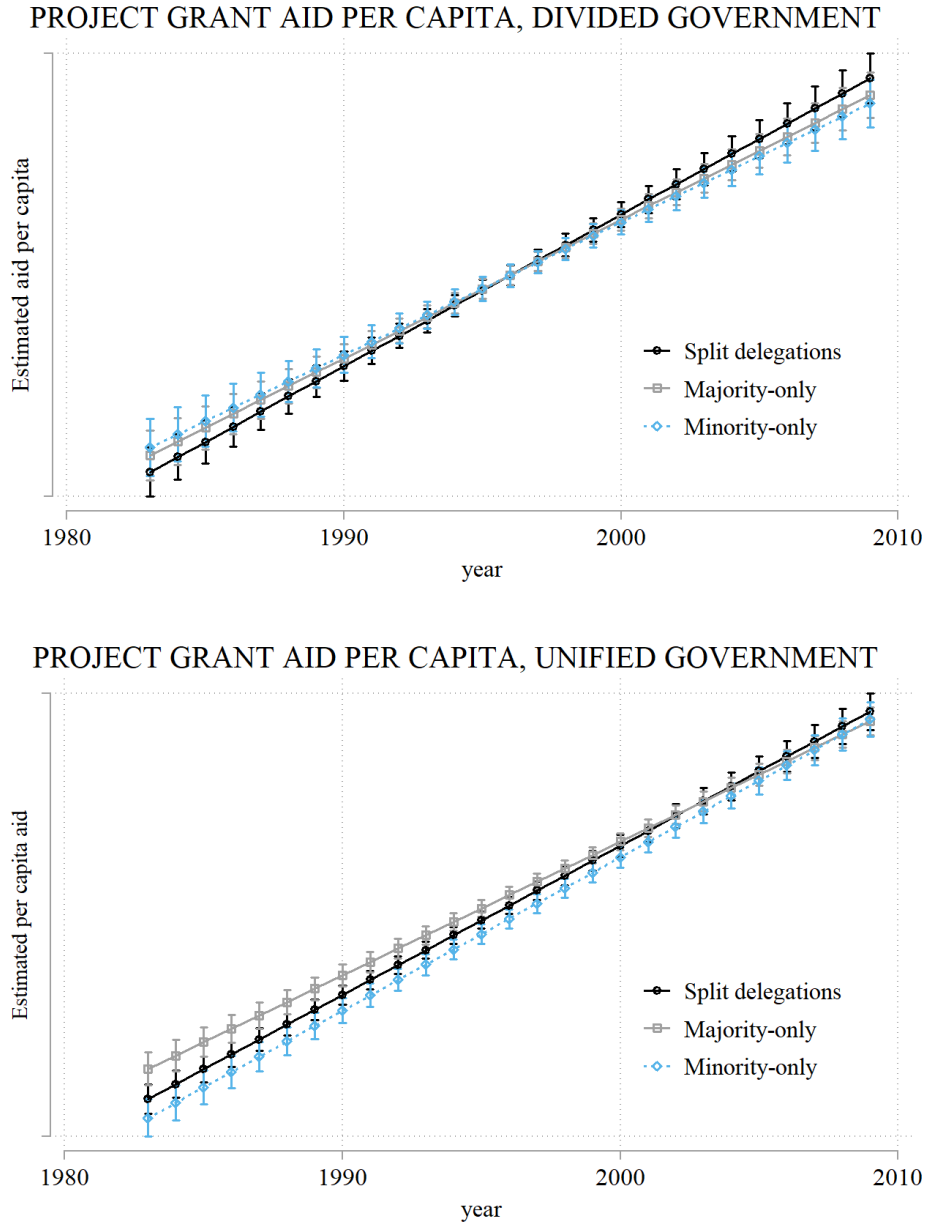 PROJECT GRANT AID PER CAPITA, DIVIDED GOVERNMENT
Estimated aid per capita
Split delegations
Majority-only
Minority-only
1980 1990 2000 2010
year
PROJECT GRANT AID PER CAPITA, UNIFIED GOVERNMENT
Estimated per capita aid
Split delegations
Majority-only
Minority-only
1980 1990 2000 2010
year